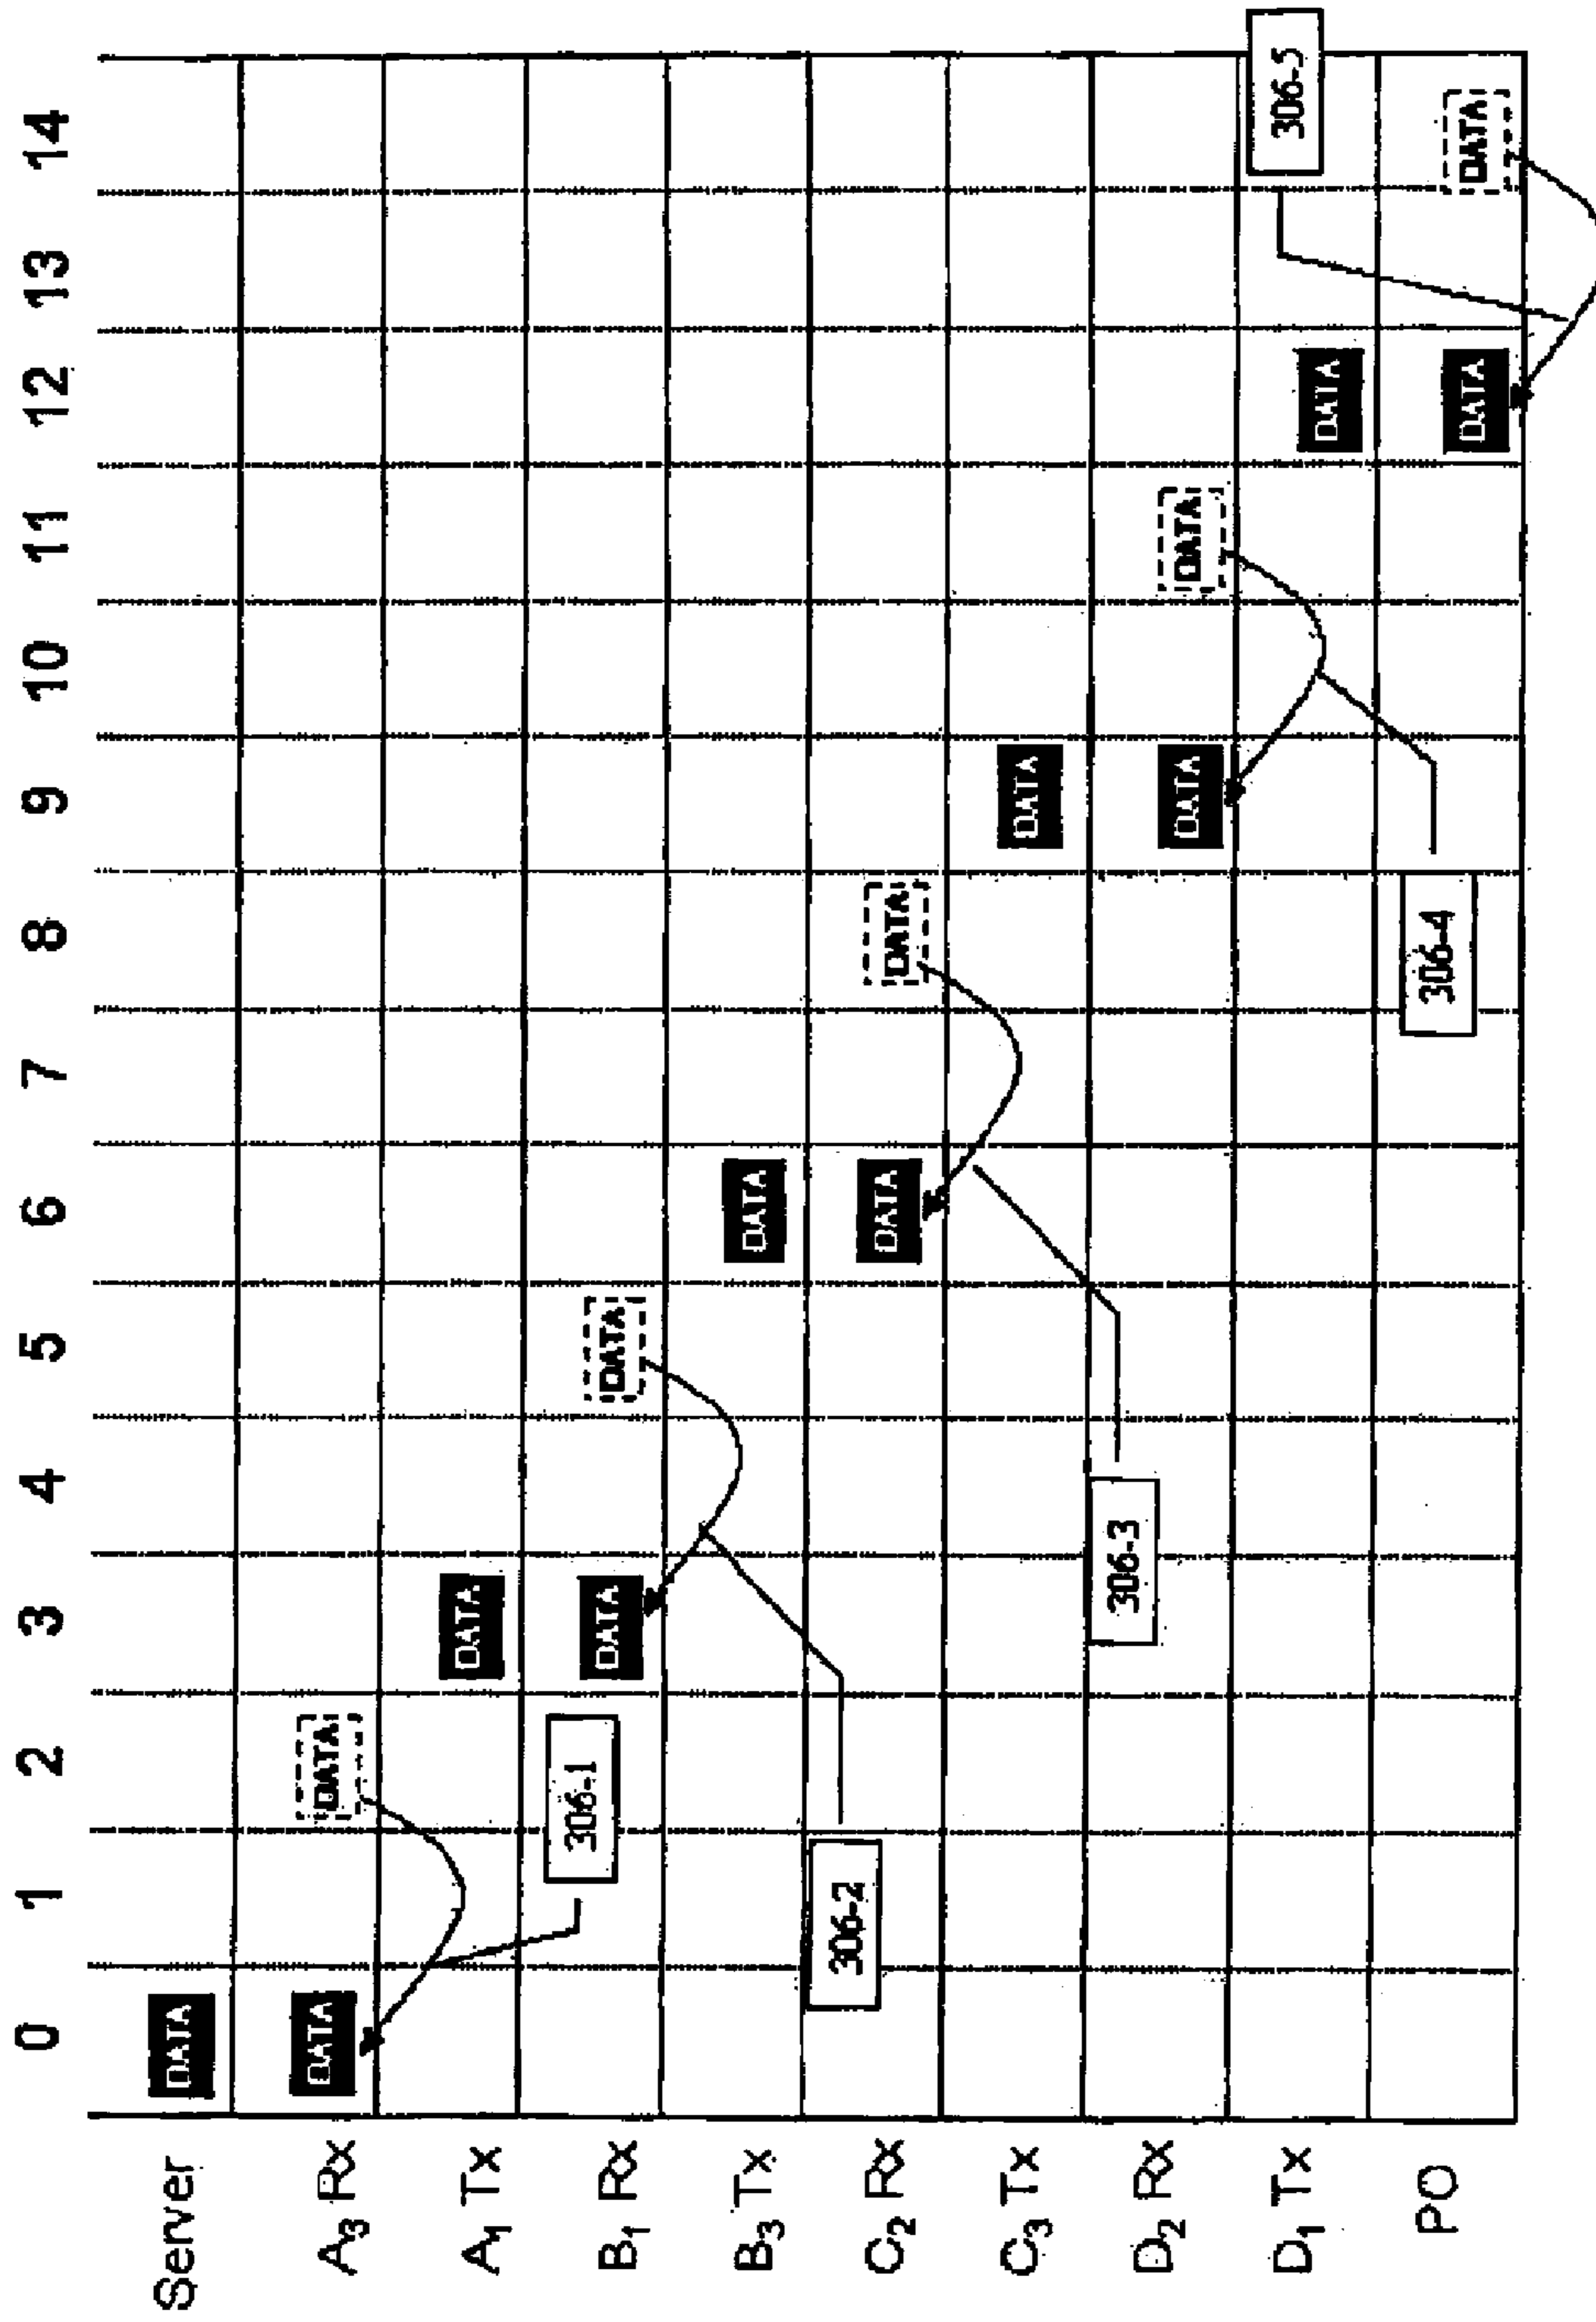 0 1 2 3 4 5 6 7 8 9 10 11 12 13 14
Server DATA
A₃ Rx DATA DATA
A₁ Tx DATA
B₁ Rx 306-1 DATA DATA
B₃ Tx DATA
C₂ Rx 306-2 DATA DATA
C₃ Tx DATA
D₂ Rx 306-3 DATA DATA
D₁ Tx DATA 306-5
PO 306-4 DATA DATA